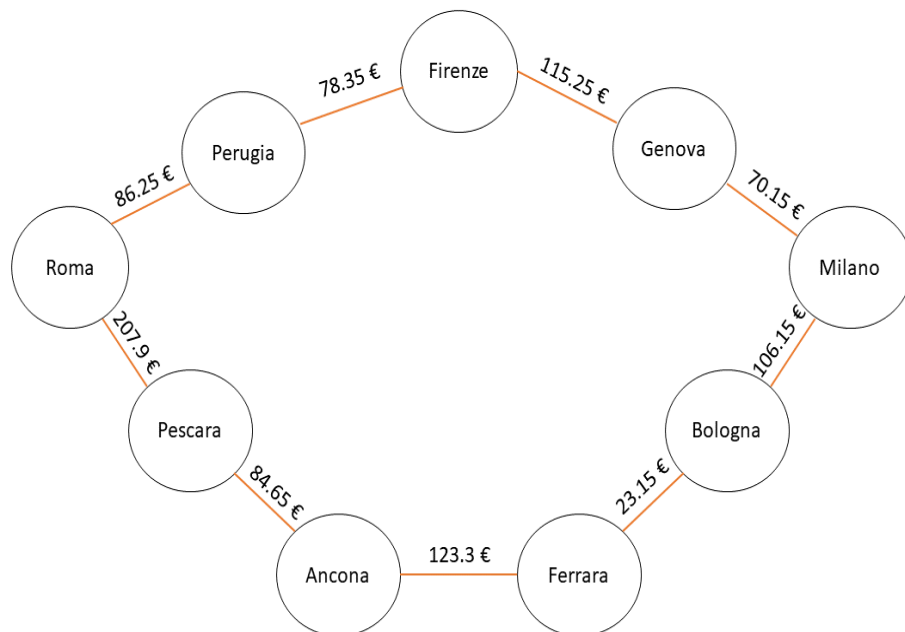 Firenze
78.35 €
115.25 €
Perugia
Genova
86.25 €
70.15 €
Roma
Milano
207.9 €
106.15 €
Pescara
Bologna
84.65 €
23.15 €
123.3 €
Ancona
Ferrara